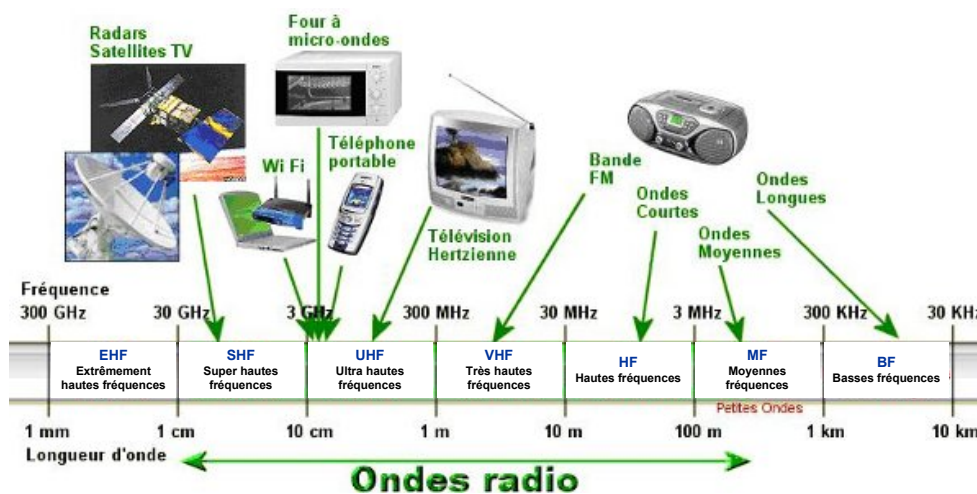 Radars
Satellites TV
Four à
micro-ondes
Wi Fi
Téléphone
portable
Télévision
Hertzienne
Bande
FM
Ondes
Courtes
Ondes
Moyennes
Ondes
Longues
Fréquence
300 GHz
30 GHz
3 GHz
300 MHz
30 MHz
3 MHz
300 KHz
30 KHz
EHF
Extrêmement
hautes fréquences
SHF
Super hautes
fréquences
UHF
Ultra hautes
fréquences
VHF
Très hautes
fréquences
HF
Hautes fréquences
MF
Moyennes
fréquences
BF
Basses fréquences
Petites Ondes
1 mm
1 cm
10 cm
1 m
10 m
100 m
1 km
10 km
Longueur d'onde
Ondes radio